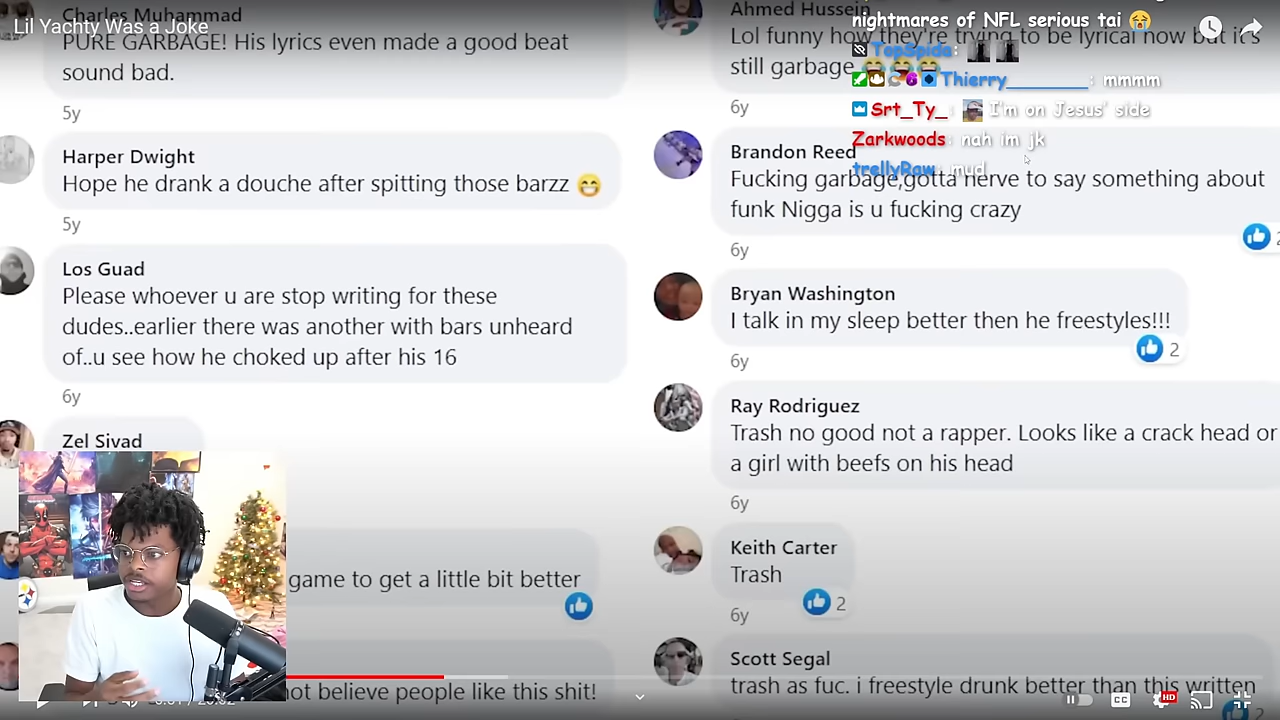 Lil Yachty Was a Joke
Charles Muhammad
PURE GARBAGE! His lyrics even made a good beat
sound bad.
5y
Harper Dwight
Hope he drank a douche after spitting those barzz 😁
5y
Los Guad
Please whoever u are stop writing for these
dudes..earlier there was another with bars unheard
of..u see how he choked up after his 16
6y
Zel Sivad
game to get a little bit better
not believe people like this shit!
Ahmed Hussein
Lol funny how they're trying to be lyrical now but it's
still garbage 😂😂😂
6y
Brandon Reed
Fucking garbage,gotta nerve to say something about
funk Nigga is u fucking crazy
6y
Bryan Washington
I talk in my sleep better then he freestyles!!!
2
6y
Ray Rodriguez
Trash no good not a rapper. Looks like a crack head or
a girl with beefs on his head
6y
Keith Carter
Trash
2
6y
Scott Segal
trash as fuc. i freestyle drunk better than this written
2
nightmares of NFL serious tai 😭
TopSpida:
Thierry________: mmmm
Srt_Ty_: I'm on Jesus' side
Zarkwoods: nah im jk
trellyRaw: mud
CC
HD